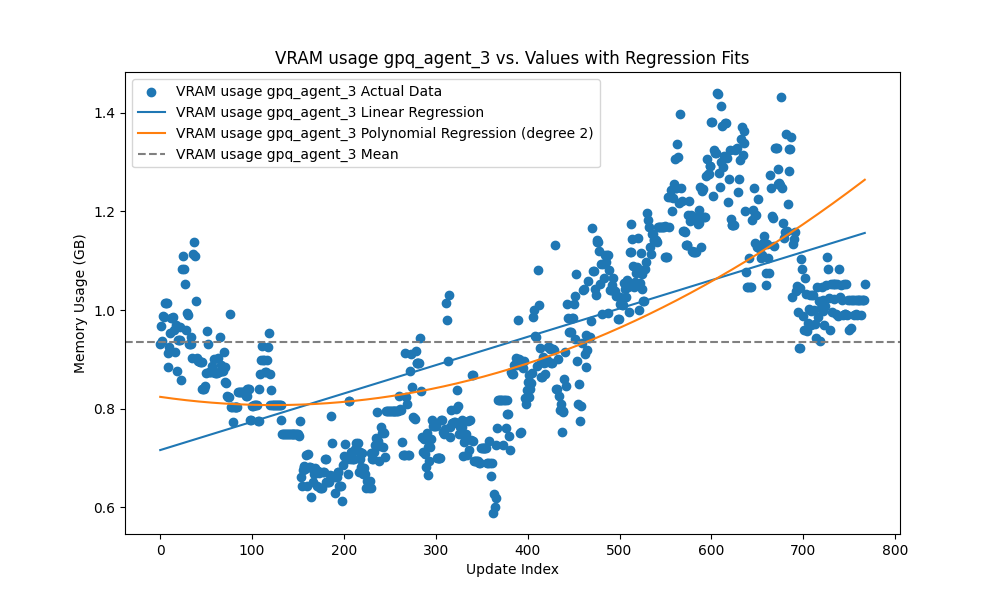 VRAM usage gpq_agent_3 vs. Values with Regression Fits
VRAM usage gpq_agent_3 Actual Data
VRAM usage gpq_agent_3 Linear Regression
VRAM usage gpq_agent_3 Polynomial Regression (degree 2)
VRAM usage gpq_agent_3 Mean
Memory Usage (GB)
1.4
1.2
1.0
0.8
0.6
0 100 200 300 400 500 600 700 800
Update Index